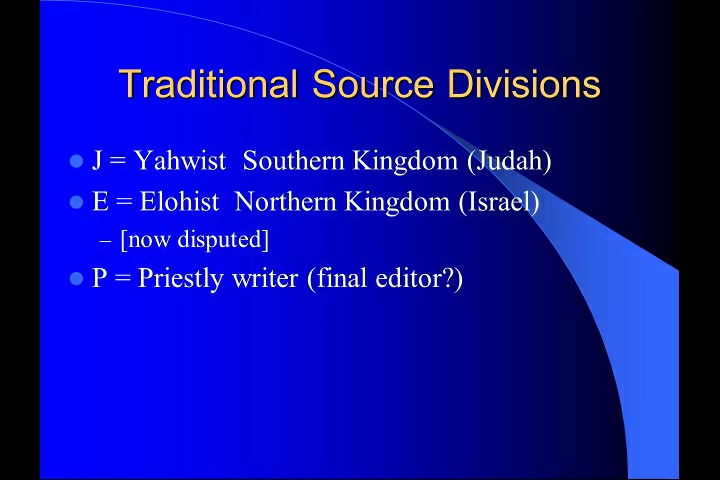 Traditional Source Divisions
J = Yahwist  Southern Kingdom (Judah)
E = Elohist  Northern Kingdom (Israel)
– [now disputed]
P = Priestly writer (final editor?)